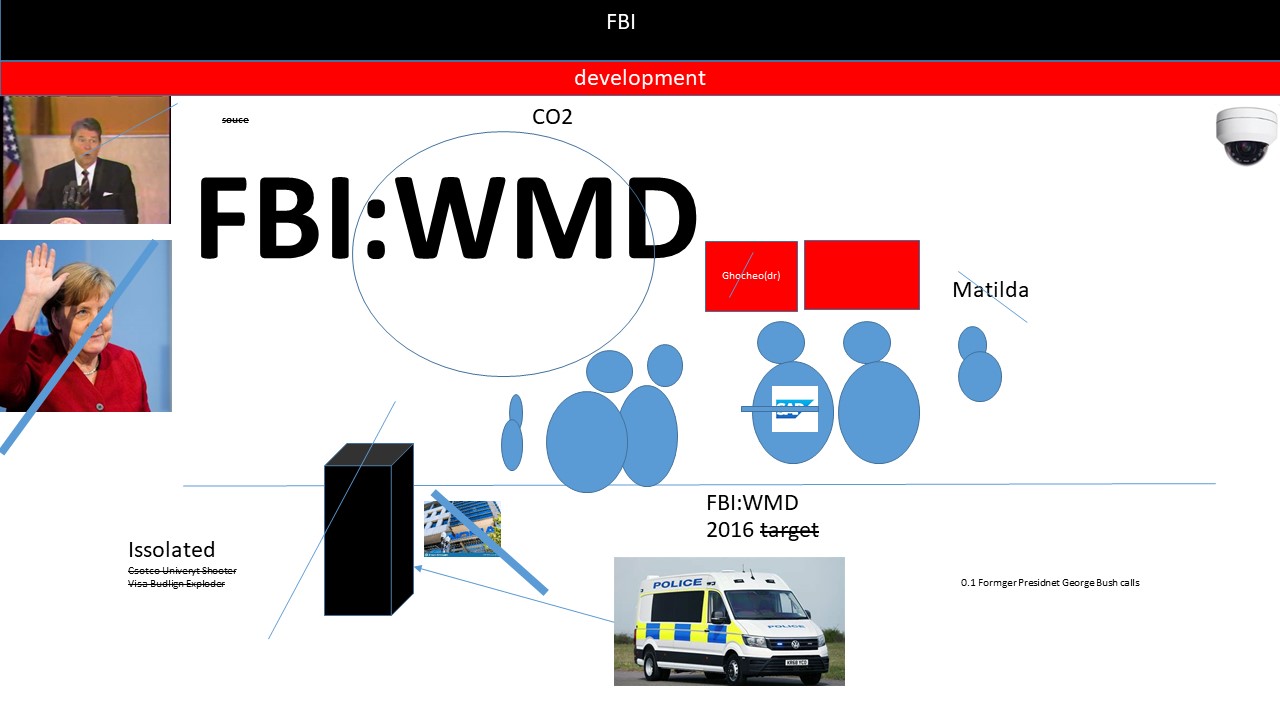 FBI
development
CO2
souce
FBI:WMD
Ghocheo(dr)
Matilda
SAP
FBI:WMD
2016 target
Issolated
Csotco Univeryt Shooter
Visa Budlign Exploder
0.1 Formger Presidnet George Bush calls
POLICE
POLICE